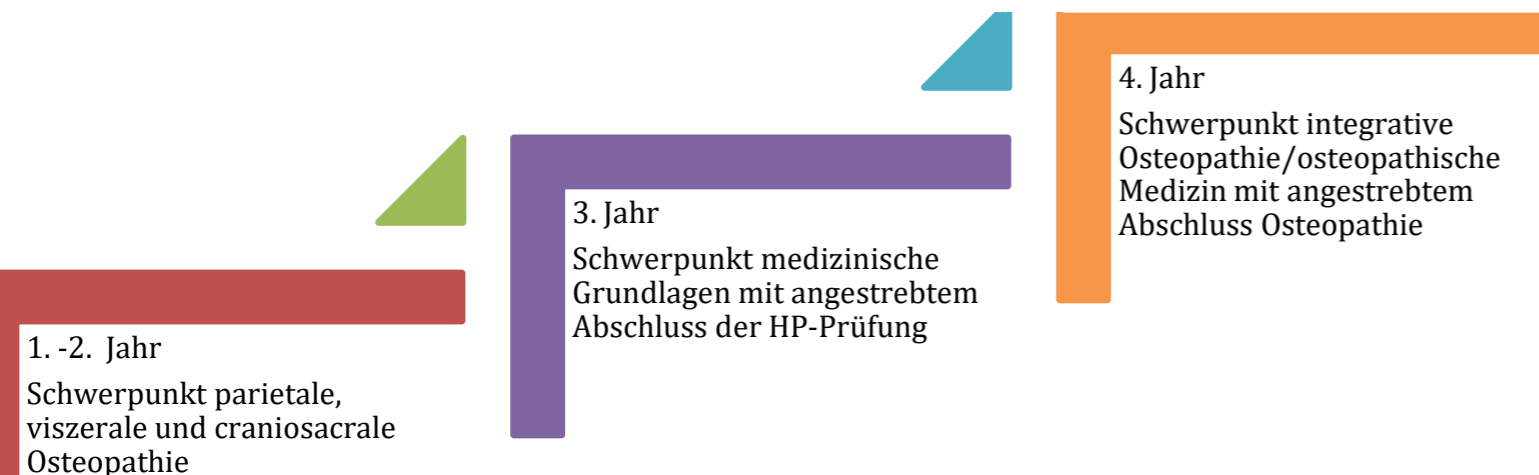 1. -2. Jahr
Schwerpunkt parietale,
viszerale und craniosacrale
Osteopathie
3. Jahr
Schwerpunkt medizinische
Grundlagen mit angestrebtem
Abschluss der HP-Prüfung
4. Jahr
Schwerpunkt integrative
Osteopathie/osteopathische
Medizin mit angestrebtem
Abschluss Osteopathie